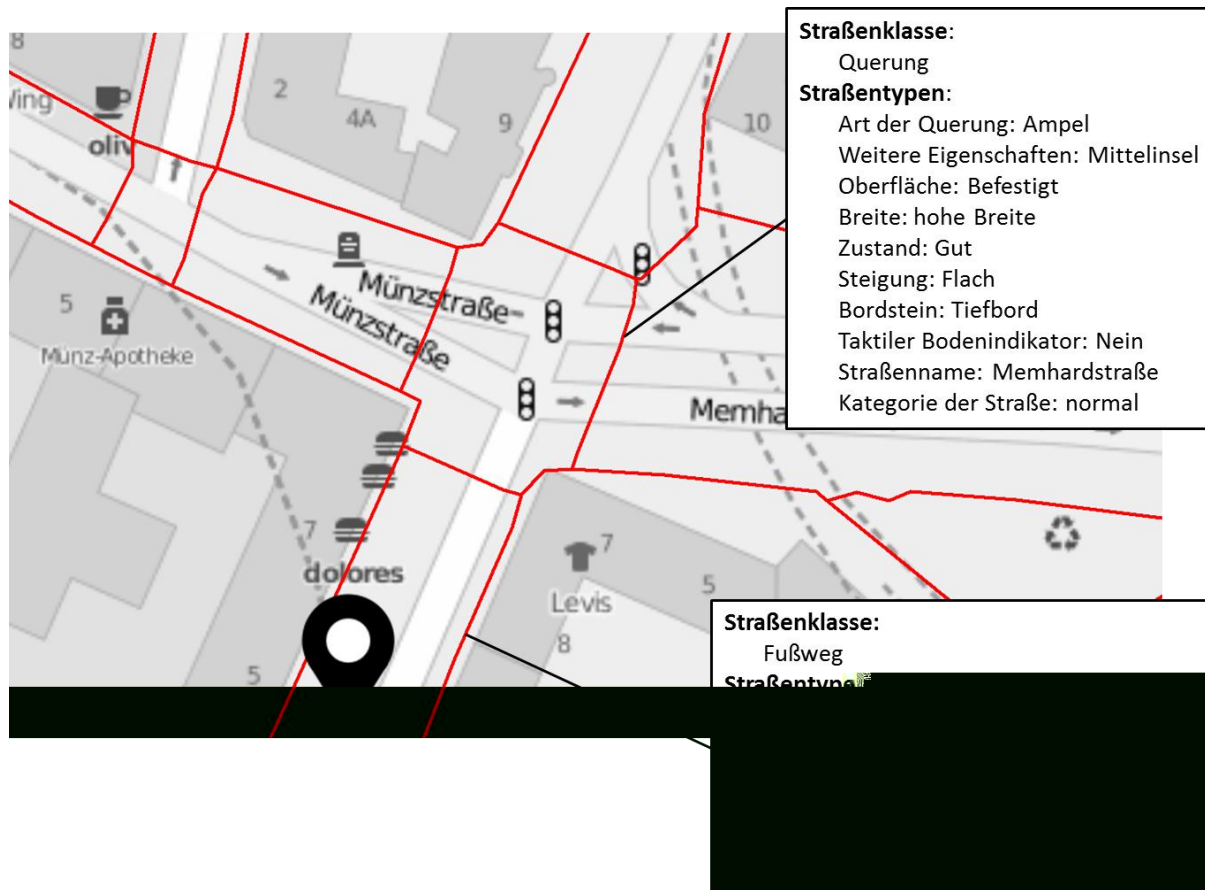 8
Wing
oliv
2
4A
9
10
5
Münz-Apotheke
Münzstraße
Münzstraße
Memha
7
dolores
5
7
Levis
8
5
Straßenklasse:
Querung
Straßentypen:
Art der Querung: Ampel
Weitere Eigenschaften: Mittelinsel
Oberfläche: Befestigt
Breite: hohe Breite
Zustand: Gut
Steigung: Flach
Bordstein: Tiefbord
Taktiler Bodenindikator: Nein
Straßenname: Memhardstraße
Kategorie der Straße: normal
Straßenklasse:
Fußweg